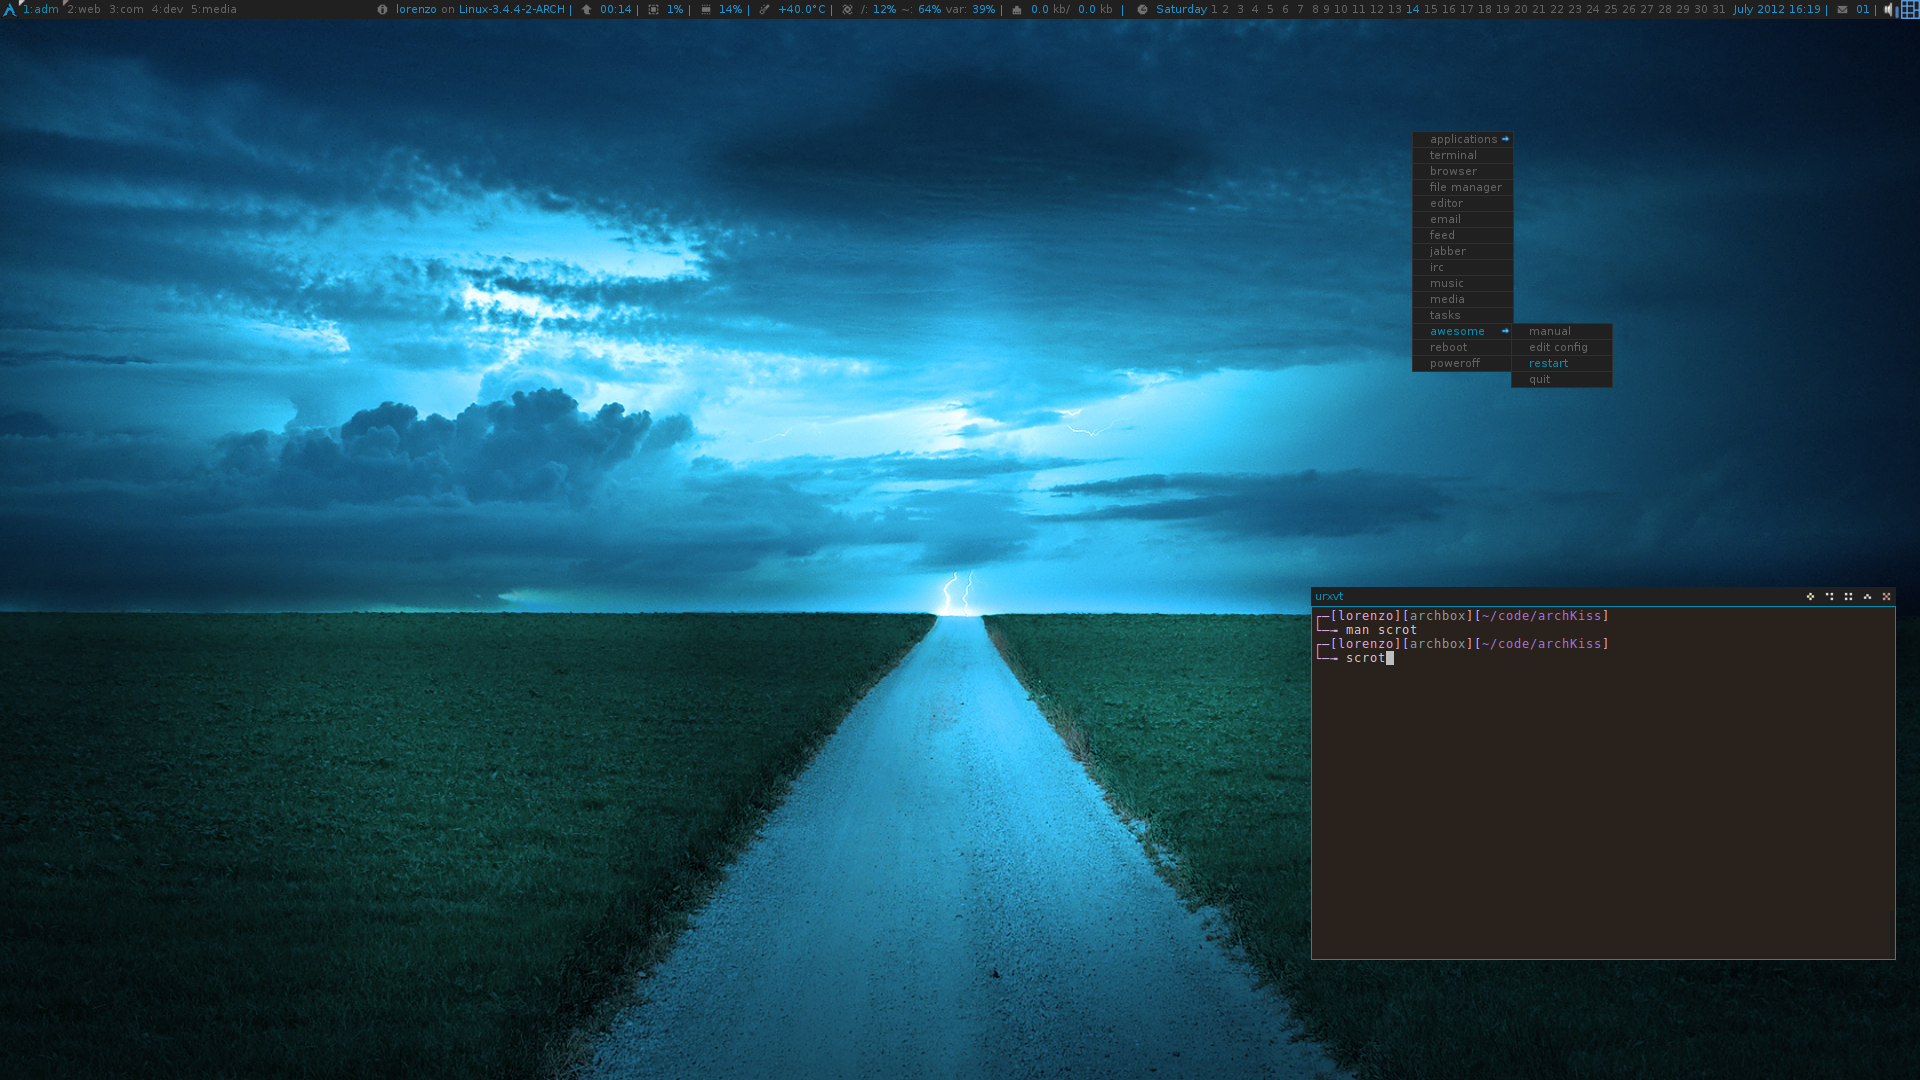 1:adm 2:web 3:com 4:dev 5:media lorenzo on Linux-3.4.4-2-ARCH | 00:14 | 1% | 14% | +40.0°C | /: 12% ~: 64% var: 39% | 0.0 kb/ 0.0 kb | Saturday 1 2 3 4 5 6 7 8 9 10 11 12 13 14 15 16 17 18 19 20 21 22 23 24 25 26 27 28 29 30 31 July 2012 16:19 | 01 |
applications
terminal
browser
file manager
editor
email
feed
jabber
irc
music
media
tasks
awesome
reboot
poweroff
manual
edit config
restart
quit
urxvt
[lorenzo][archbox][~/code/archKiss]
man scrot
[lorenzo][archbox][~/code/archKiss]
scrot